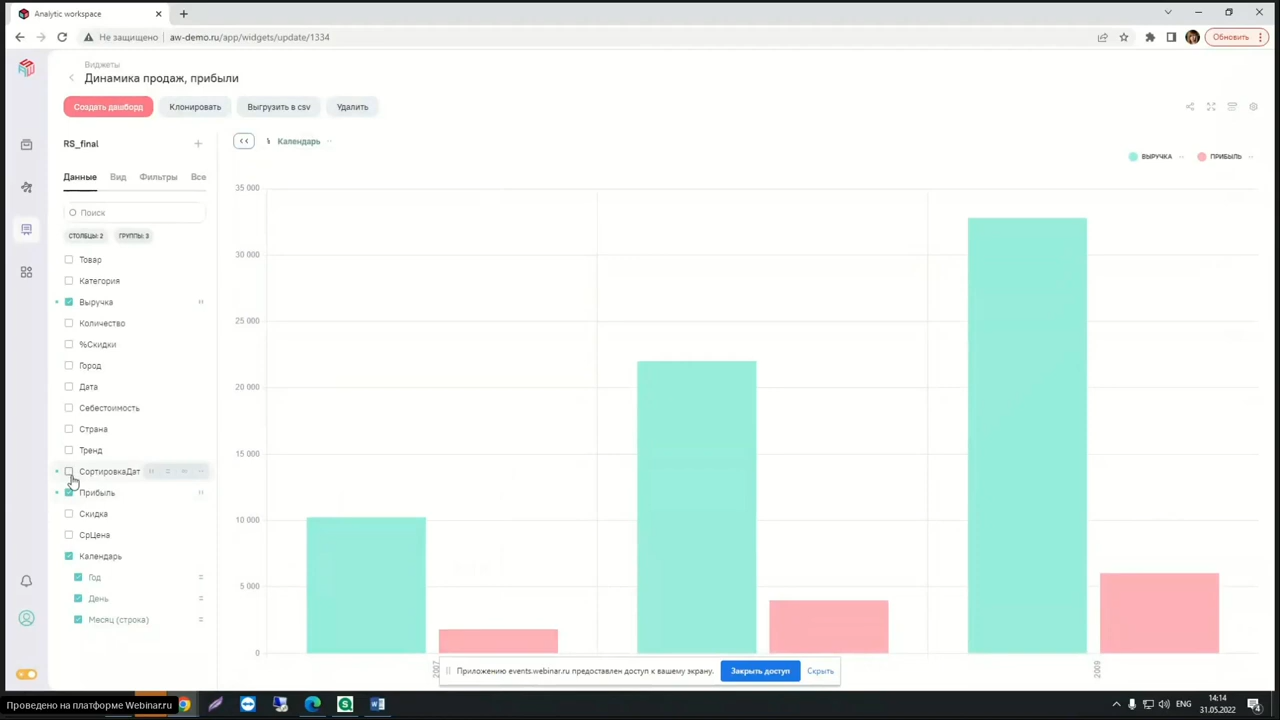 Analytic workspace
Не защищено
aw-demo.ru/app/widgets/update/1334
Обновить
Виджеты
Динамика продаж, прибыли
Создать дашборд
Клонировать
Выгрузить в csv
Удалить
RS_final
Календарь
ВЫРУЧКА
ПРИБЫЛЬ
Данные
Вид
Фильтры
Все
Поиск
СТОЛБЦЫ: 2
ГРУППЫ: 3
Товар
Категория
Выручка
Количество
%Скидки
Город
Дата
Себестоимость
Страна
Тренд
СортировкаДат
Прибыль
Скидка
СрЦена
Календарь
Год
День
Месяц (строка)
35 000
30 000
25 000
20 000
15 000
10 000
5 000
0
2007
2009
Приложению events.webinar.ru предоставлен доступ к вашему экрану.
Закрыть доступ
Скрыть
Проведено на платформе Webinar.ru
ENG
14:14
31.05.2022
4